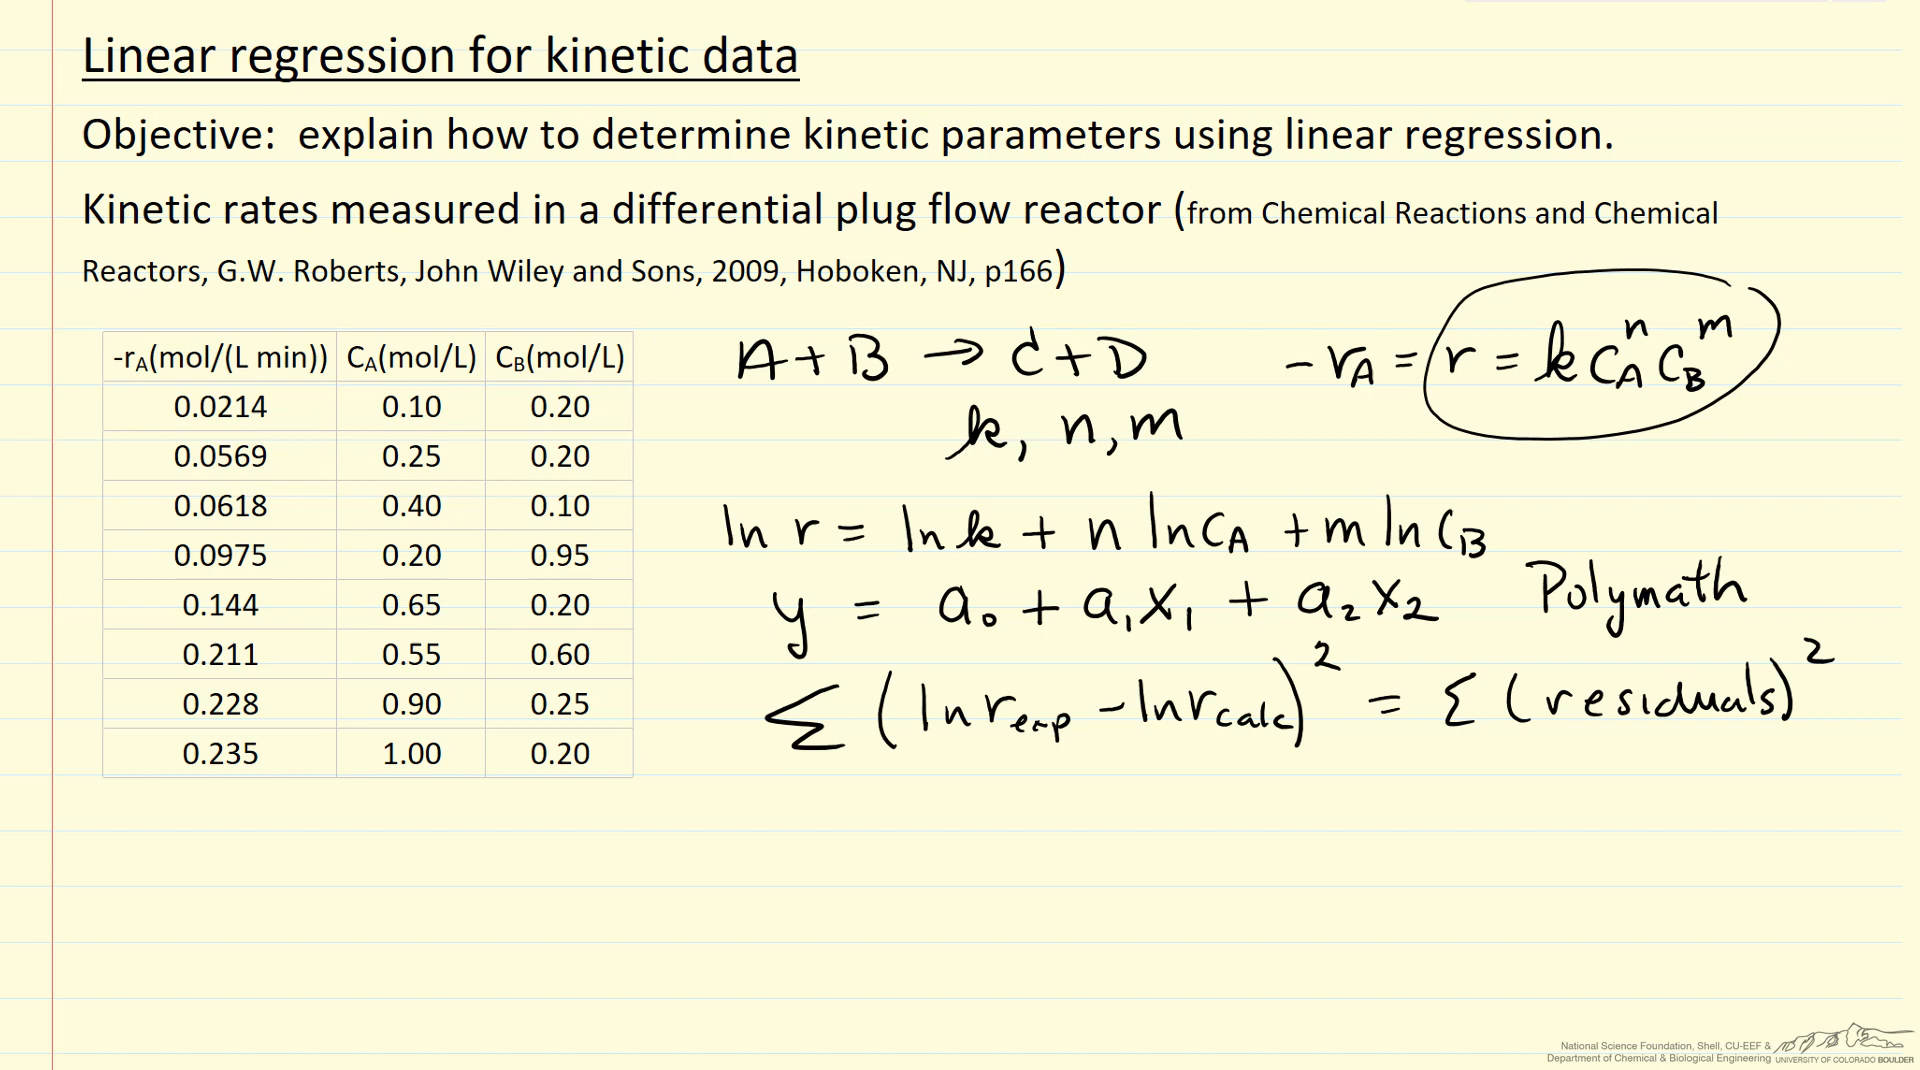 Linear regression for kinetic data
Objective: explain how to determine kinetic parameters using linear regression.
Kinetic rates measured in a differential plug flow reactor (from Chemical Reactions and Chemical
Reactors, G.W. Roberts, John Wiley and Sons, 2009, Hoboken, NJ, p166)
-rA(mol/(L min)) CA(mol/L) CB(mol/L)
0.0214 0.10 0.20
0.0569 0.25 0.20
0.0618 0.40 0.10
0.0975 0.20 0.95
0.144 0.65 0.20
0.211 0.55 0.60
0.228 0.90 0.25
0.235 1.00 0.20
A + B → C + D
-rA = r = k CA^n CB^m
k, n, m
ln r = ln k + n ln CA + m ln CB
y = a₀ + a₁x₁ + a₂x₂
Polymath
Σ (ln rexp - ln rcalc)² = Σ (residuals)²
National Science Foundation, Shell, CU-EEF &
Department of Chemical & Biological Engineering
UNIVERSITY OF COLORADO BOULDER